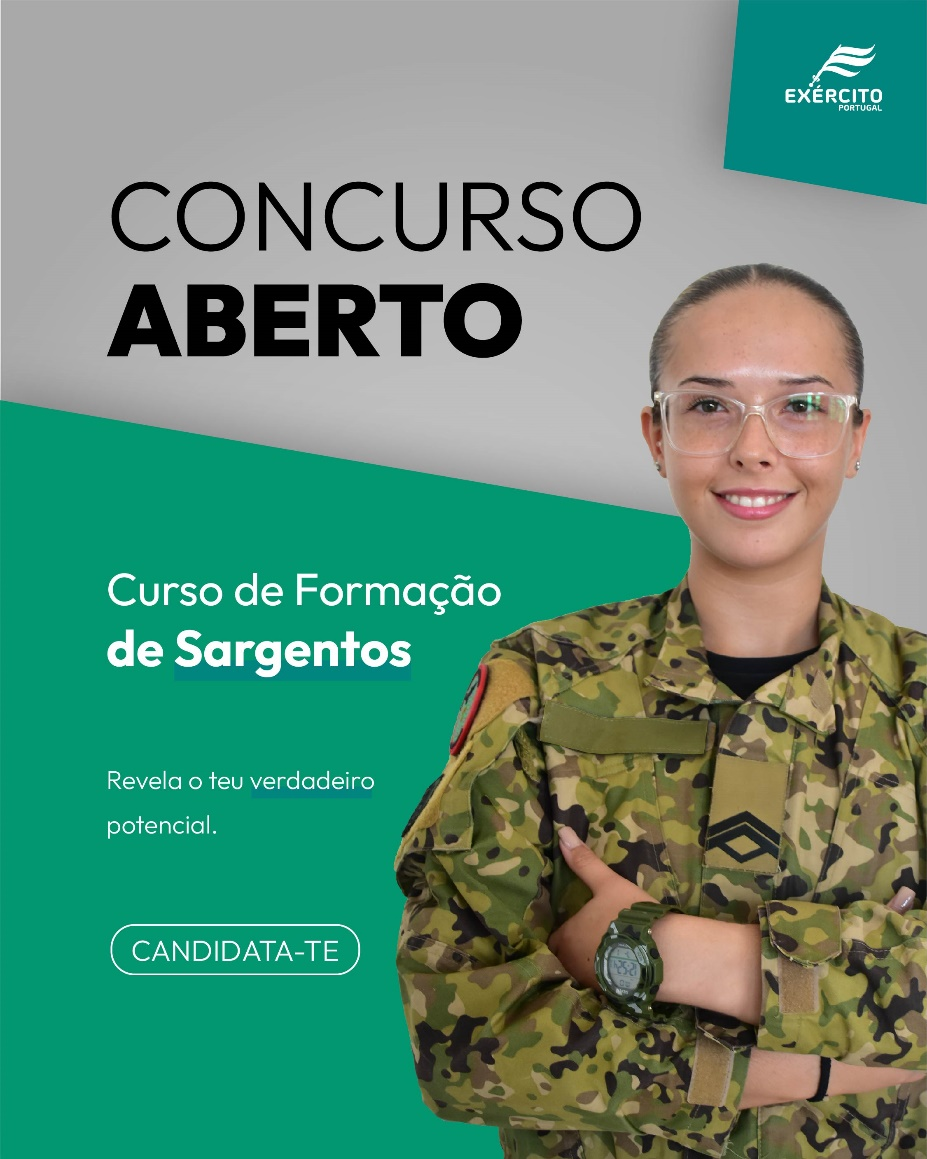 EXÉRCITO
PORTUGAL
CONCURSO
ABERTO
Curso de Formação
de Sargentos
Revela o teu verdadeiro
potencial.
CANDIDATA-TE